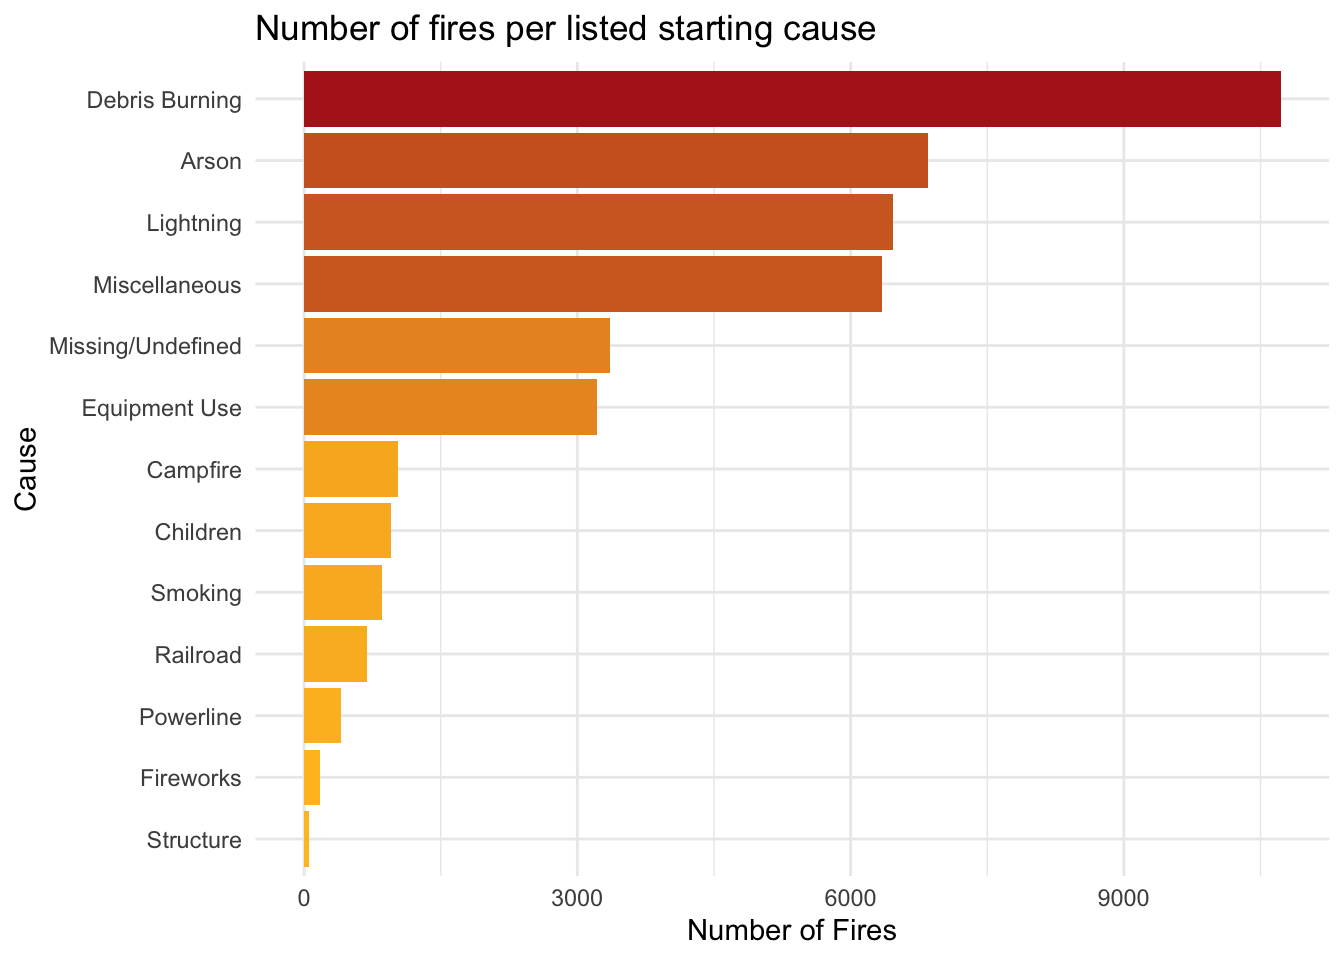 Number of fires per listed starting cause
Debris Burning
Arson
Lightning
Miscellaneous
Missing/Undefined
Equipment Use
Campfire
Children
Smoking
Railroad
Powerline
Fireworks
Structure
Cause
0 3000 6000 9000
Number of Fires